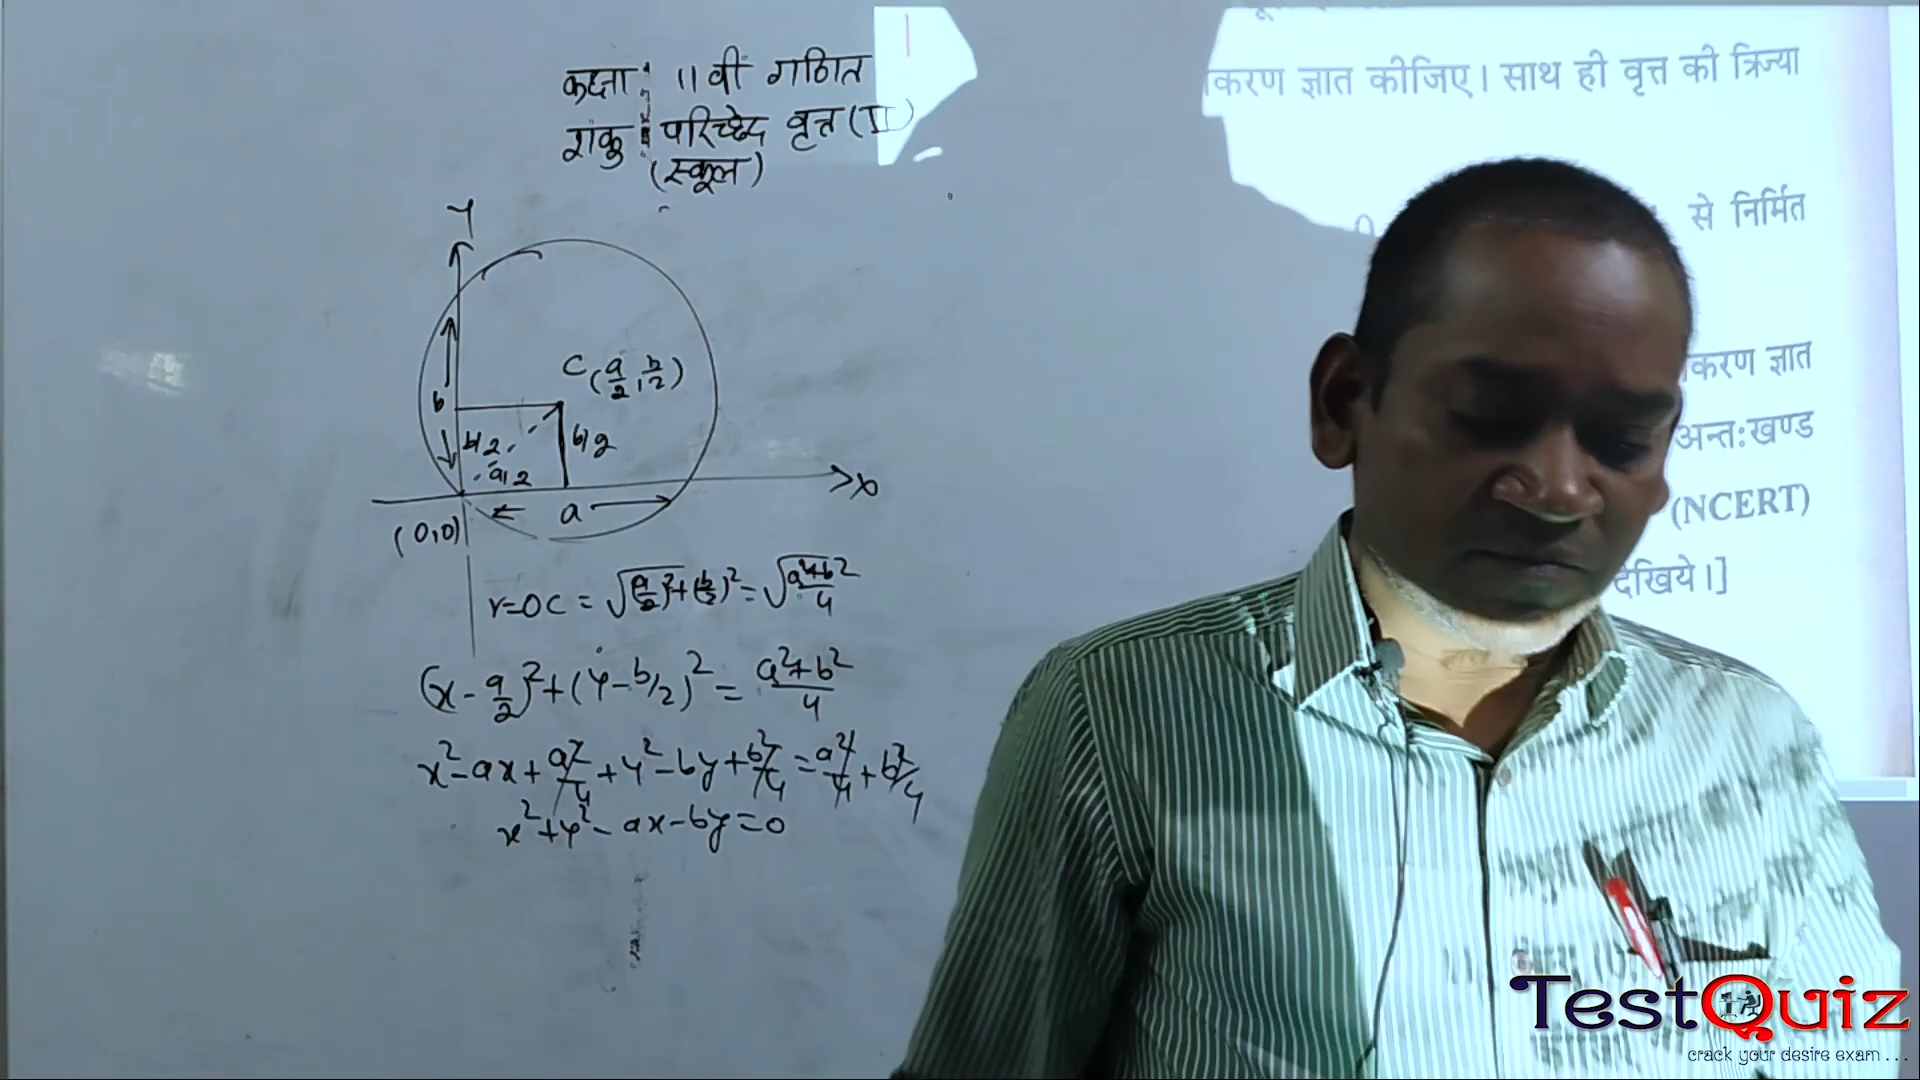 कक्षा : 11 वी गणित
शंकु : परिच्छेद वृत्त (II)
(स्कूल)
Y
C (a/2, b/2)
b
b/2
b/2
a/2
X
a
(0,0)
r=OC = √(a/2)²+(b/2)² = √a²+b²/4
(x - a/2)² + (y - b/2)² = a²+b²/4
x² - ax + a²/4 + y² - by + b²/4 = a²/4 + b²/4
x² + y² - ax - by = 0
करण ज्ञात कीजिए। साथ ही वृत्त की त्रिज्या
से निर्मित
करण ज्ञात
अन्त:खण्ड
(NCERT)
देखिये।]
TestQuiz
crack your desire exam . . .